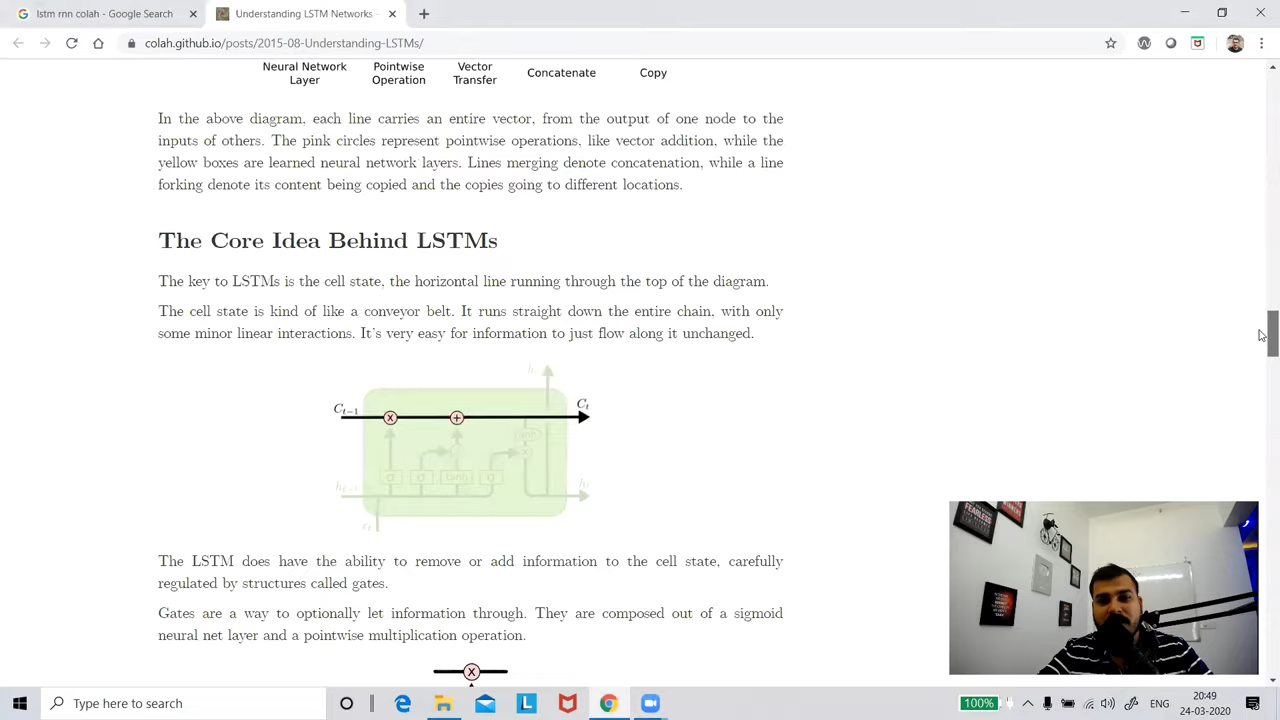 lstm rnn colah - Google Search
Understanding LSTM Networks
colah.github.io/posts/2015-08-Understanding-LSTMs/
Neural Network Layer
Pointwise Operation
Vector Transfer
Concatenate
Copy
In the above diagram, each line carries an entire vector, from the output of one node to the
inputs of others. The pink circles represent pointwise operations, like vector addition, while the
yellow boxes are learned neural network layers. Lines merging denote concatenation, while a line
forking denote its content being copied and the copies going to different locations.
The Core Idea Behind LSTMs
The key to LSTMs is the cell state, the horizontal line running through the top of the diagram.
The cell state is kind of like a conveyor belt. It runs straight down the entire chain, with only
some minor linear interactions. It's very easy for information to just flow along it unchanged.
Ct-1
Ct
x
+
tanh
σ
σ
tanh
σ
ht-1
ht
The LSTM does have the ability to remove or add information to the cell state, carefully
regulated by structures called gates.
Gates are a way to optionally let information through. They are composed out of a sigmoid
neural net layer and a pointwise multiplication operation.
x
FEARLESS
Type here to search
100%
ENG
20:49
24-03-2020